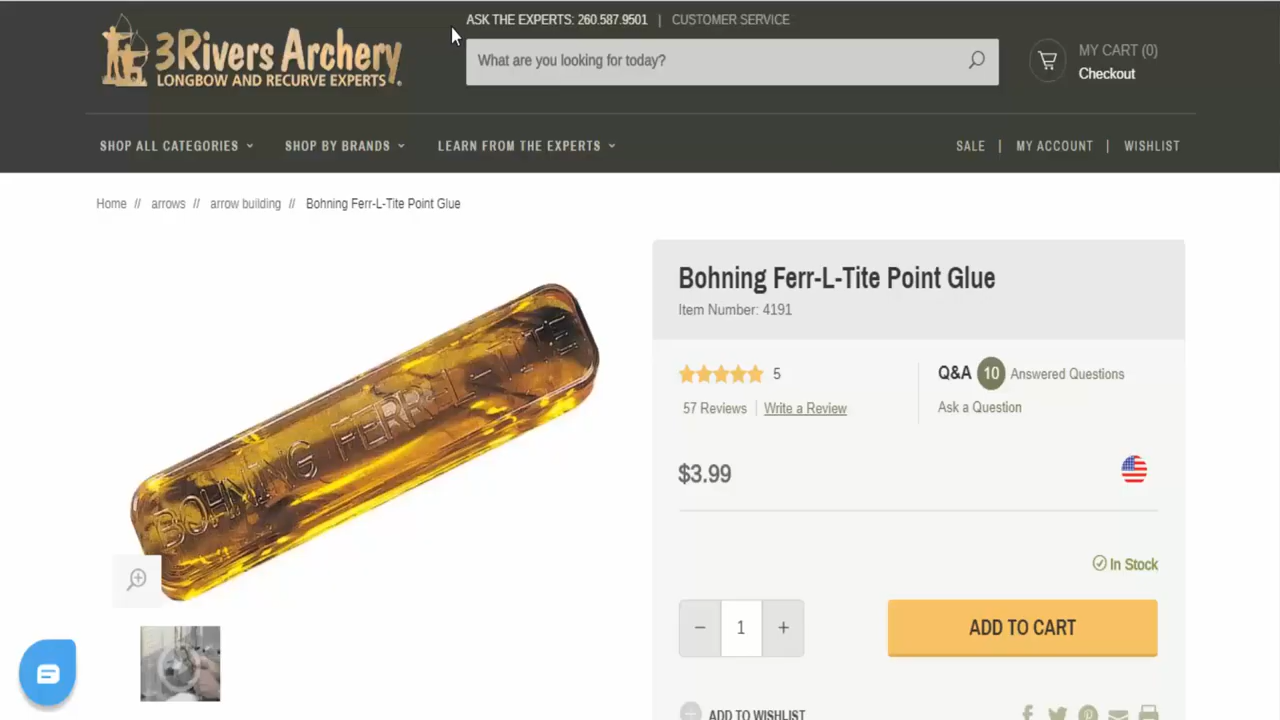 ASK THE EXPERTS: 260.587.9501 | CUSTOMER SERVICE
3Rivers Archery
LONGBOW AND RECURVE EXPERTS
What are you looking for today?
MY CART (0)
Checkout
SHOP ALL CATEGORIES SHOP BY BRANDS LEARN FROM THE EXPERTS SALE | MY ACCOUNT | WISHLIST
Home // arrows // arrow building // Bohning Ferr-L-Tite Point Glue
BOHNING FERR-L-TITE
Bohning Ferr-L-Tite Point Glue
Item Number: 4191
5
57 Reviews | Write a Review
Q&A 10 Answered Questions
Ask a Question
$3.99
In Stock
− 1 +
ADD TO CART
ADD TO WISHLIST